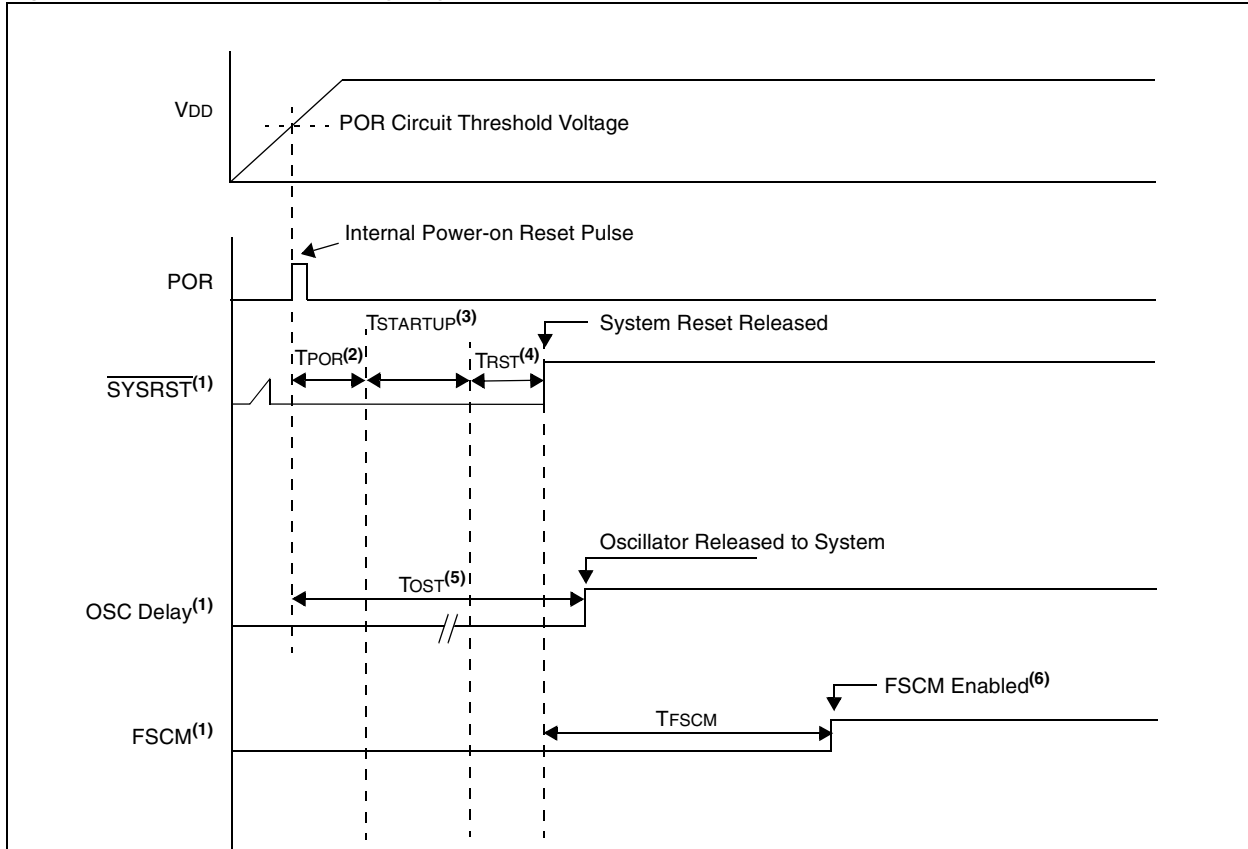 VDD
POR Circuit Threshold Voltage
Internal Power-on Reset Pulse
POR
TSTARTUP(3)
System Reset Released
TPOR(2)
TRST(4)
SYSRST(1)
Oscillator Released to System
TOST(5)
OSC Delay(1)
FSCM Enabled(6)
TFSCM
FSCM(1)